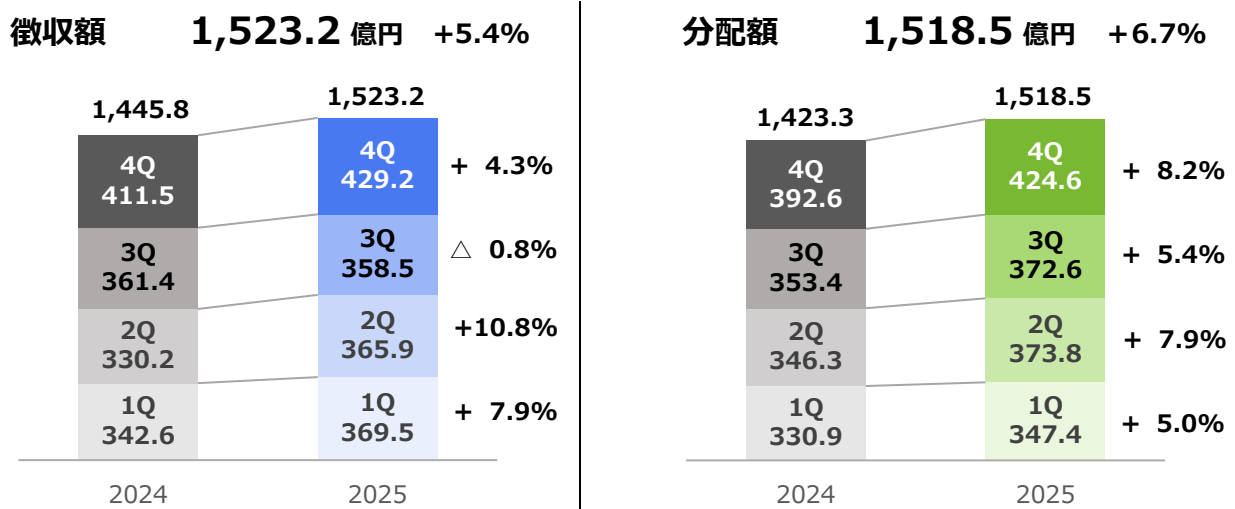 徴収額 1,523.2 億円 +5.4%
1,445.8
1,523.2
4Q
411.5
4Q
429.2
+ 4.3%
3Q
361.4
3Q
358.5
△ 0.8%
2Q
330.2
2Q
365.9
+10.8%
1Q
342.6
1Q
369.5
+ 7.9%
2024
2025
分配額 1,518.5 億円 +6.7%
1,423.3
1,518.5
4Q
392.6
4Q
424.6
+ 8.2%
3Q
353.4
3Q
372.6
+ 5.4%
2Q
346.3
2Q
373.8
+ 7.9%
1Q
330.9
1Q
347.4
+ 5.0%
2024
2025